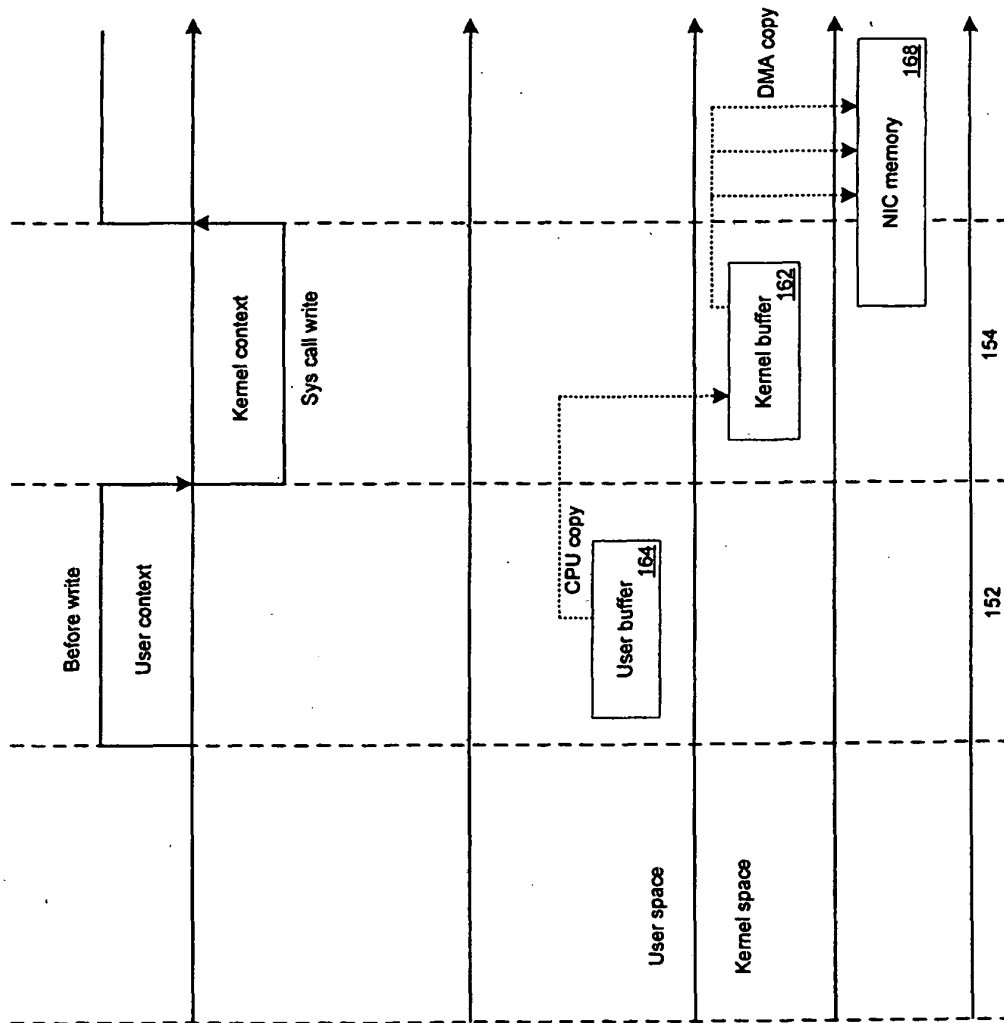 Before write
User context
Kernel context
Sys call write
CPU copy
User buffer
164
User space
Kernel space
Kernel buffer
162
DMA copy
NIC memory
168
152
154